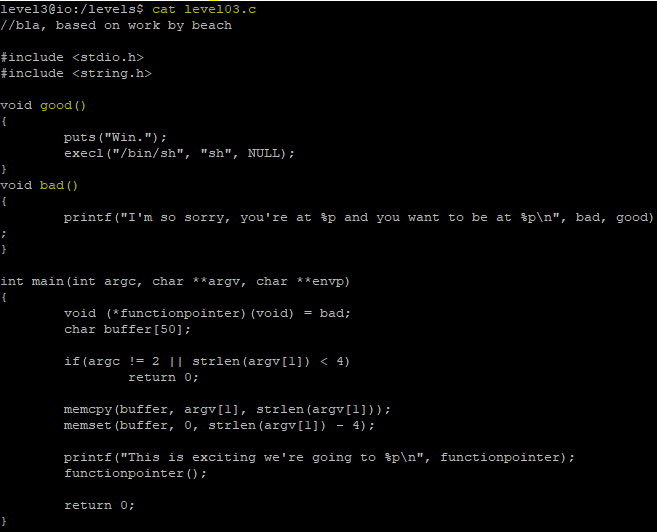 level3@io:/levels$ cat level03.c
//bla, based on work by beach

#include <stdio.h>
#include <string.h>

void good()
{
        puts("Win.");
        execl("/bin/sh", "sh", NULL);
}
void bad()
{
        printf("I'm so sorry, you're at %p and you want to be at %p\n", bad, good)
;
}

int main(int argc, char **argv, char **envp)
{
        void (*functionpointer)(void) = bad;
        char buffer[50];

        if(argc != 2 || strlen(argv[1]) < 4)
                return 0;

        memcpy(buffer, argv[1], strlen(argv[1]));
        memset(buffer, 0, strlen(argv[1]) - 4);

        printf("This is exciting we're going to %p\n", functionpointer);
        functionpointer();

        return 0;
}